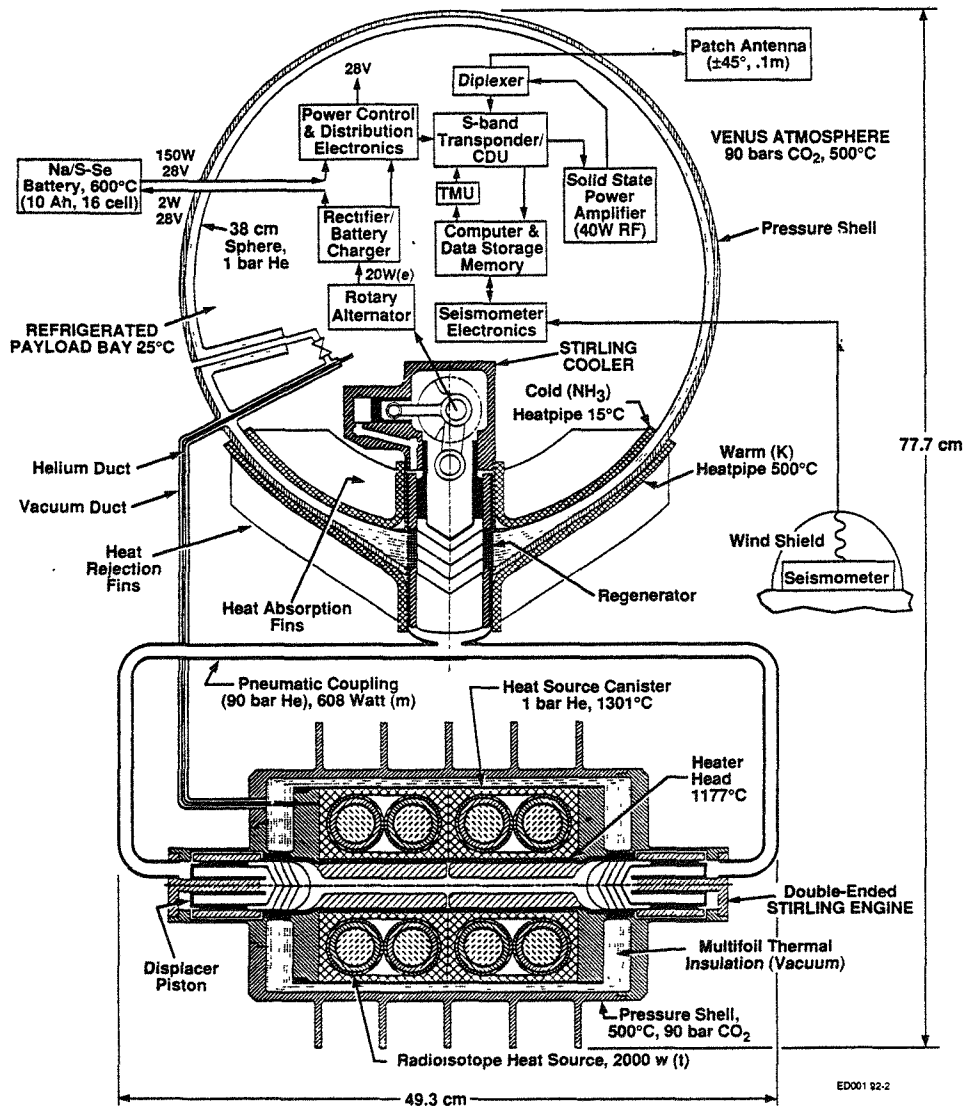 Patch Antenna
(±45°, .1m)
28V
Diplexer
Power Control
& Distribution
Electronics
S-band
Transponder/
CDU
VENUS ATMOSPHERE
90 bars CO2, 500°C
150W
28V
Na/S-Se
Battery, 600°C
(10 Ah, 16 cell)
2W
28V
TMU
Solid State
Power
Amplifier
(40W RF)
38 cm
Sphere,
1 bar He
Rectifier/
Battery
Charger
Computer &
Data Storage
Memory
Pressure Shell
20W(e)
Rotary
Alternator
Seismometer
Electronics
REFRIGERATED
PAYLOAD BAY 25°C
STIRLING
COOLER
Cold (NH3)
Heatpipe 15°C
77.7 cm
Helium Duct
Warm (K)
Heatpipe 500°C
Vacuum Duct
Wind Shield
Heat
Rejection
Fins
Seismometer
Regenerator
Heat Absorption
Fins
Pneumatic Coupling
(90 bar He), 608 Watt (m)
Heat Source Canister
1 bar He, 1301°C
Heater
Head
1177°C
Double-Ended
STIRLING ENGINE
Displacer
Piston
Multifoil Thermal
Insulation (Vacuum)
Pressure Shell,
500°C, 90 bar CO2
Radioisotope Heat Source, 2000 w (t)
ED001 92-2
49.3 cm